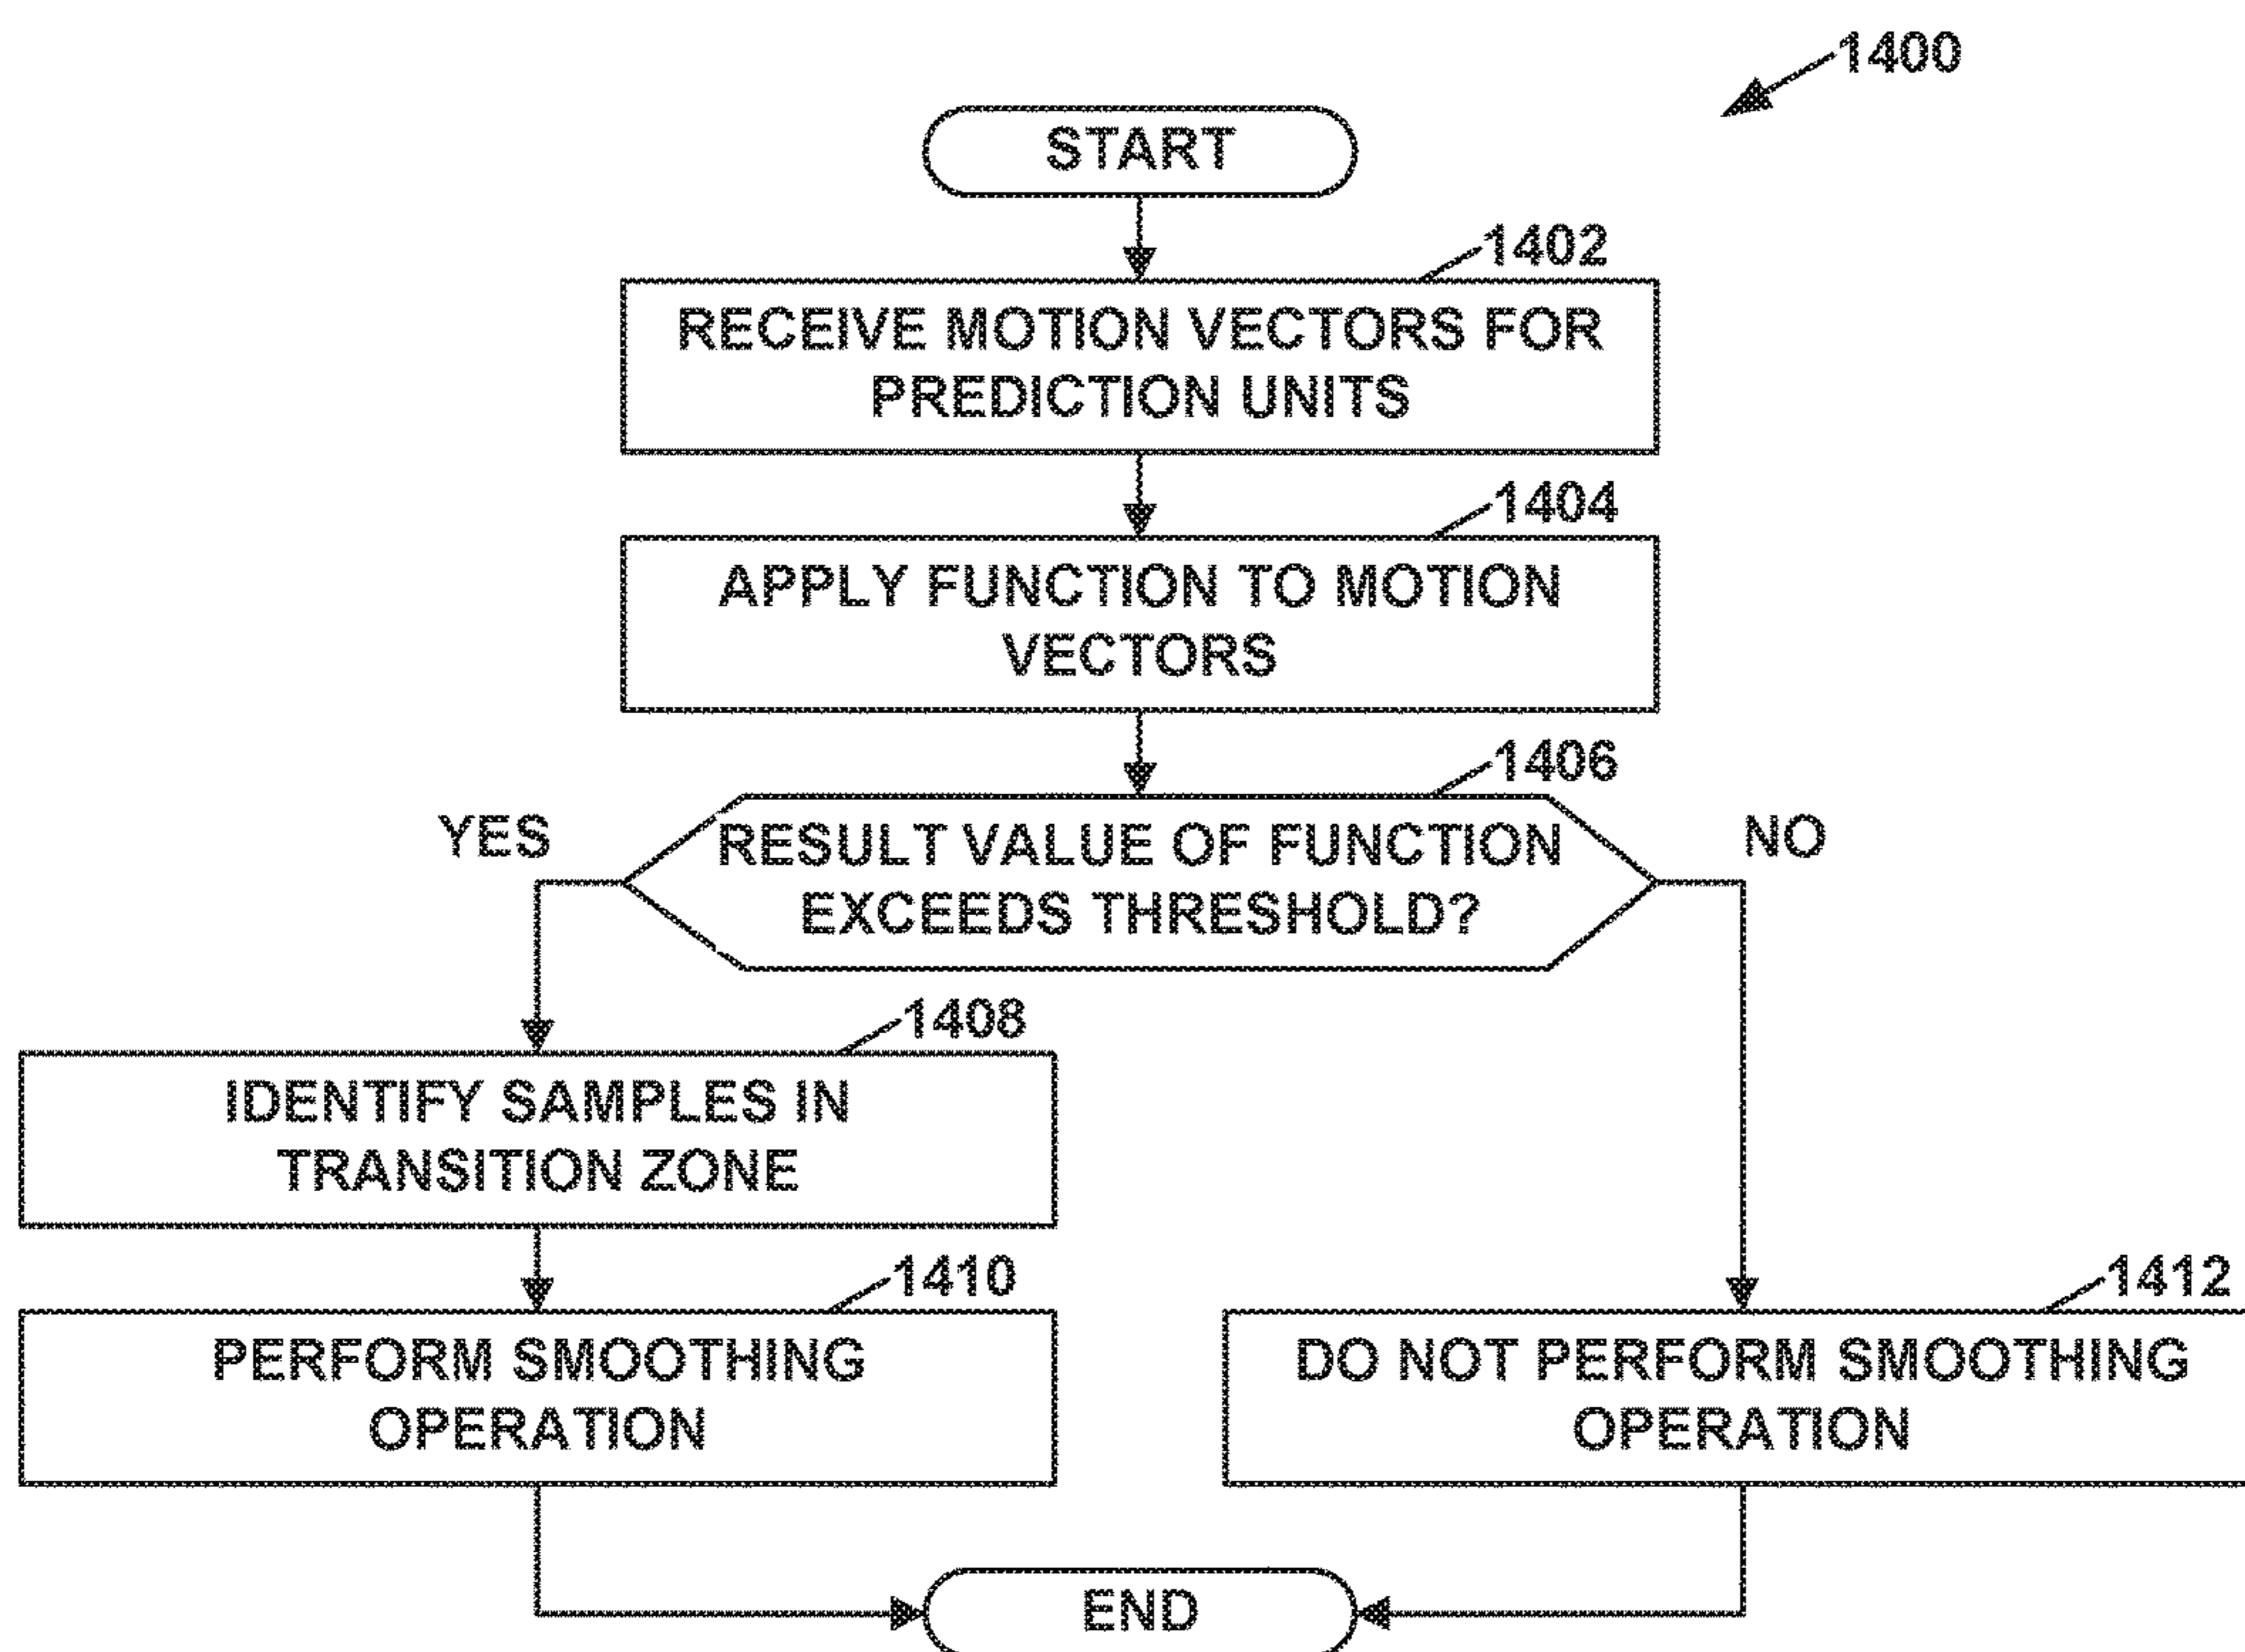 1400
START
1402
RECEIVE MOTION VECTORS FOR
PREDICTION UNITS
1404
APPLY FUNCTION TO MOTION
VECTORS
1406
YES
RESULT VALUE OF FUNCTION
EXCEEDS THRESHOLD?
NO
1408
IDENTIFY SAMPLES IN
TRANSITION ZONE
1410
PERFORM SMOOTHING
OPERATION
1412
DO NOT PERFORM SMOOTHING
OPERATION
END